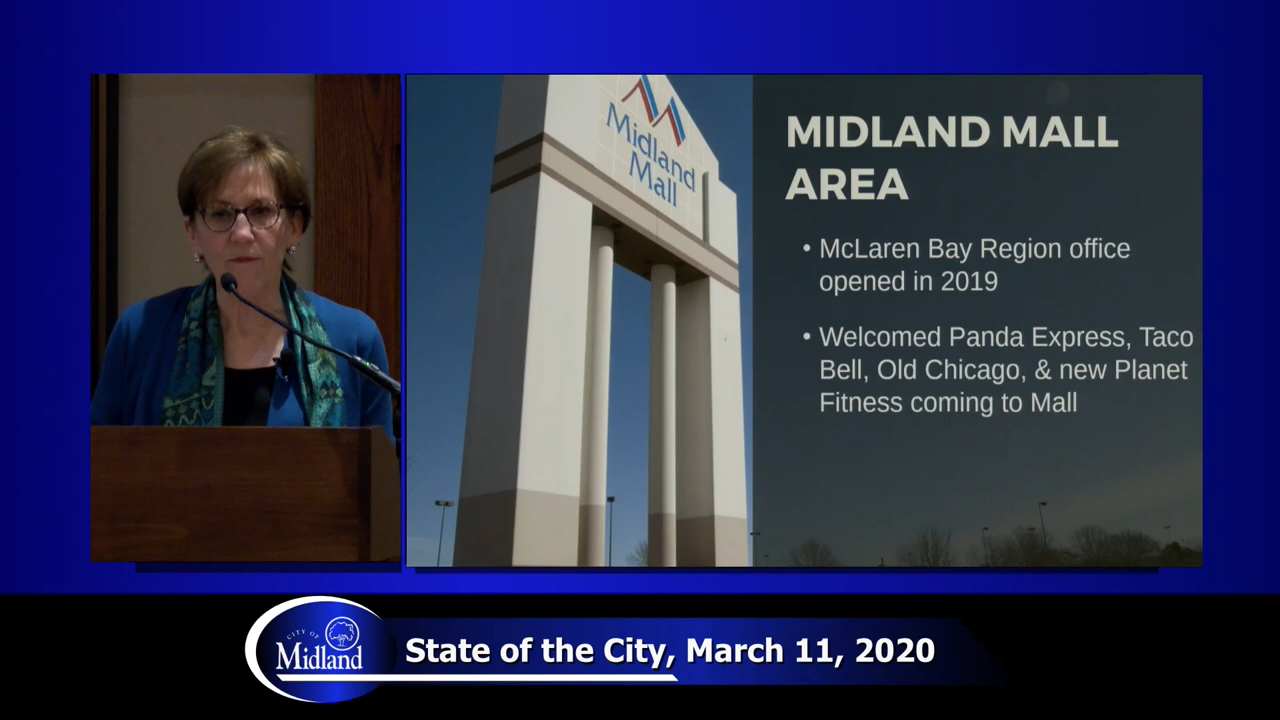 Midland
Mall
MIDLAND MALL
AREA
• McLaren Bay Region office
opened in 2019
• Welcomed Panda Express, Taco
Bell, Old Chicago, & new Planet
Fitness coming to Mall
CITY OF
Midland
State of the City, March 11, 2020